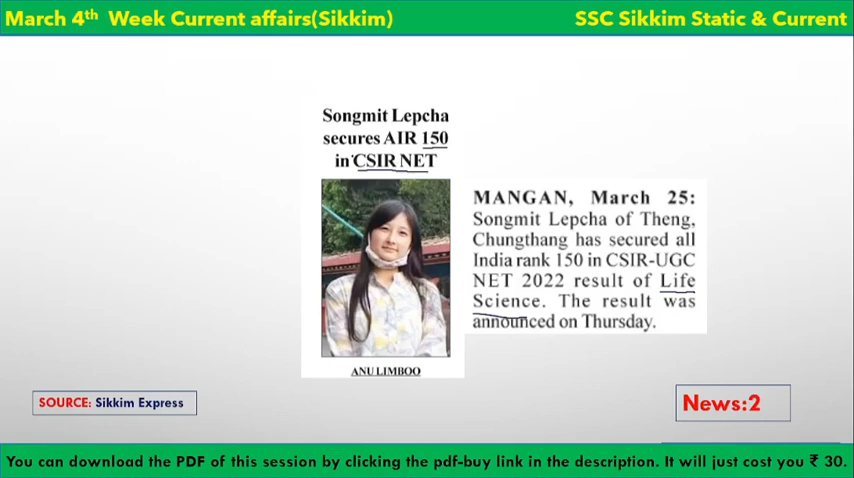 March 4th Week Current affairs(Sikkim)
SSC Sikkim Static & Current
Songmit Lepcha
secures AIR 150
in CSIR NET
MANGAN, March 25:
Songmit Lepcha of Theng,
Chungthang has secured all
India rank 150 in CSIR-UGC
NET 2022 result of Life
Science. The result was
announced on Thursday.
ANU LIMBOO
SOURCE: Sikkim Express
News:2
You can download the PDF of this session by clicking the pdf-buy link in the description. It will just cost you ₹ 30.